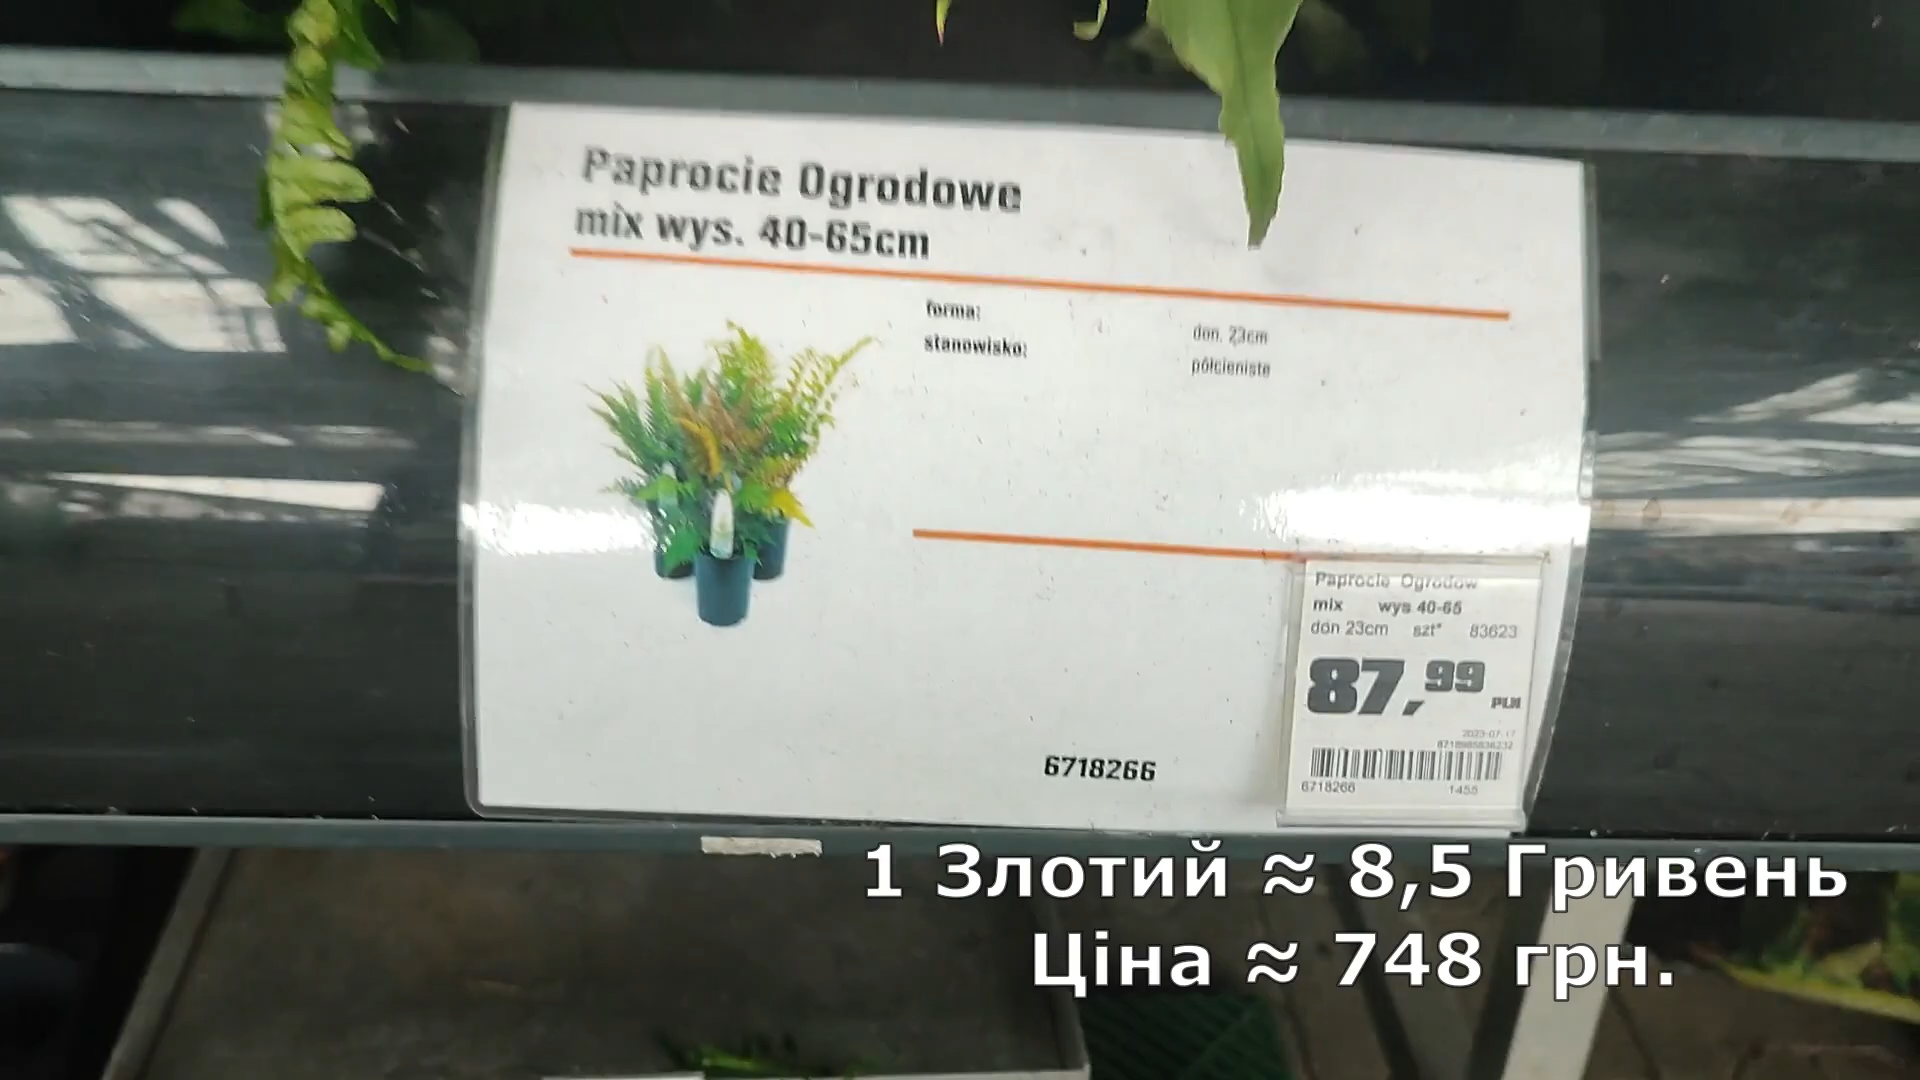 Paprocie Ogrodowe
mix wys. 40-65cm
forma: don. 23cm
stanowisko: półcieniste
6718266
Paprocie Ogrodow
mix wys 40-65
don 23cm szt* 83623
87,99 PLN
2023-07-17
6718266 1455
1 Злотий ≈ 8,5 Гривень
Ціна ≈ 748 грн.